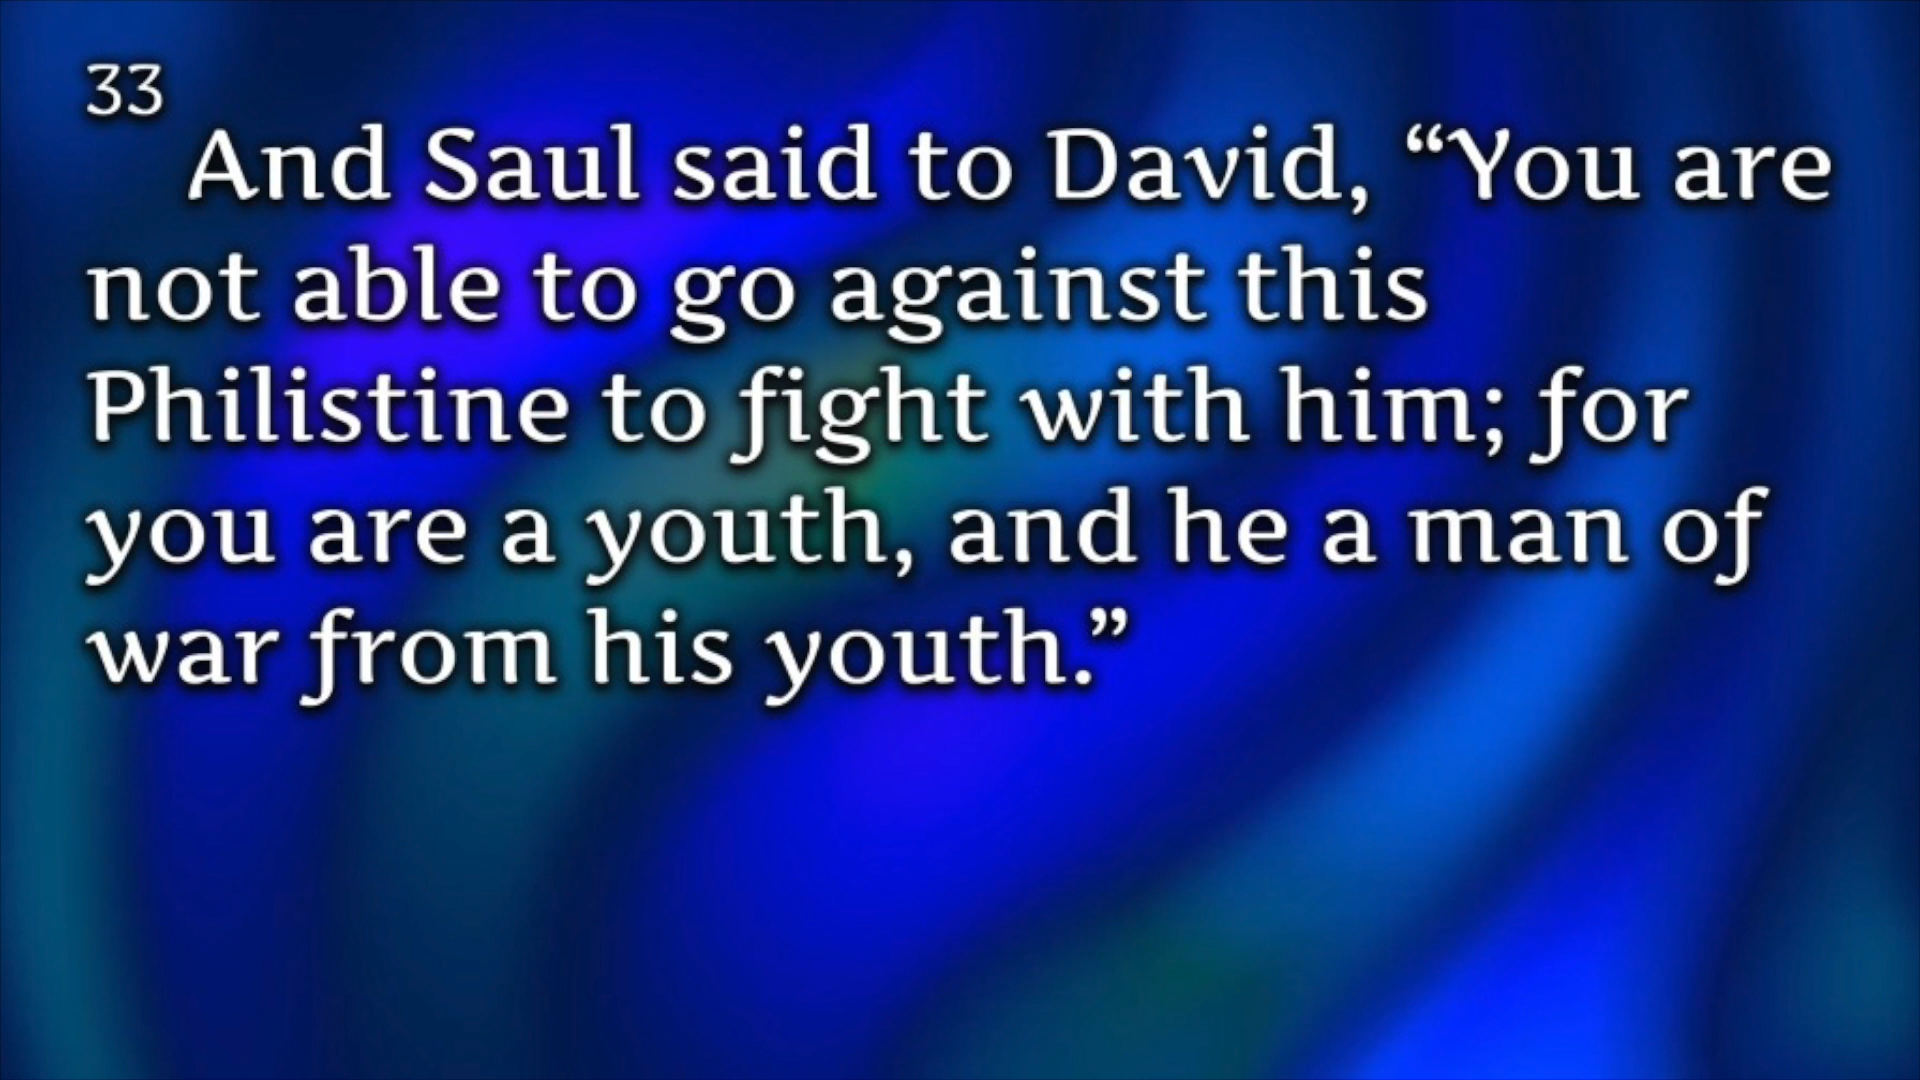 33
And Saul said to David, “You are
not able to go against this
Philistine to fight with him; for
you are a youth, and he a man of
war from his youth.”